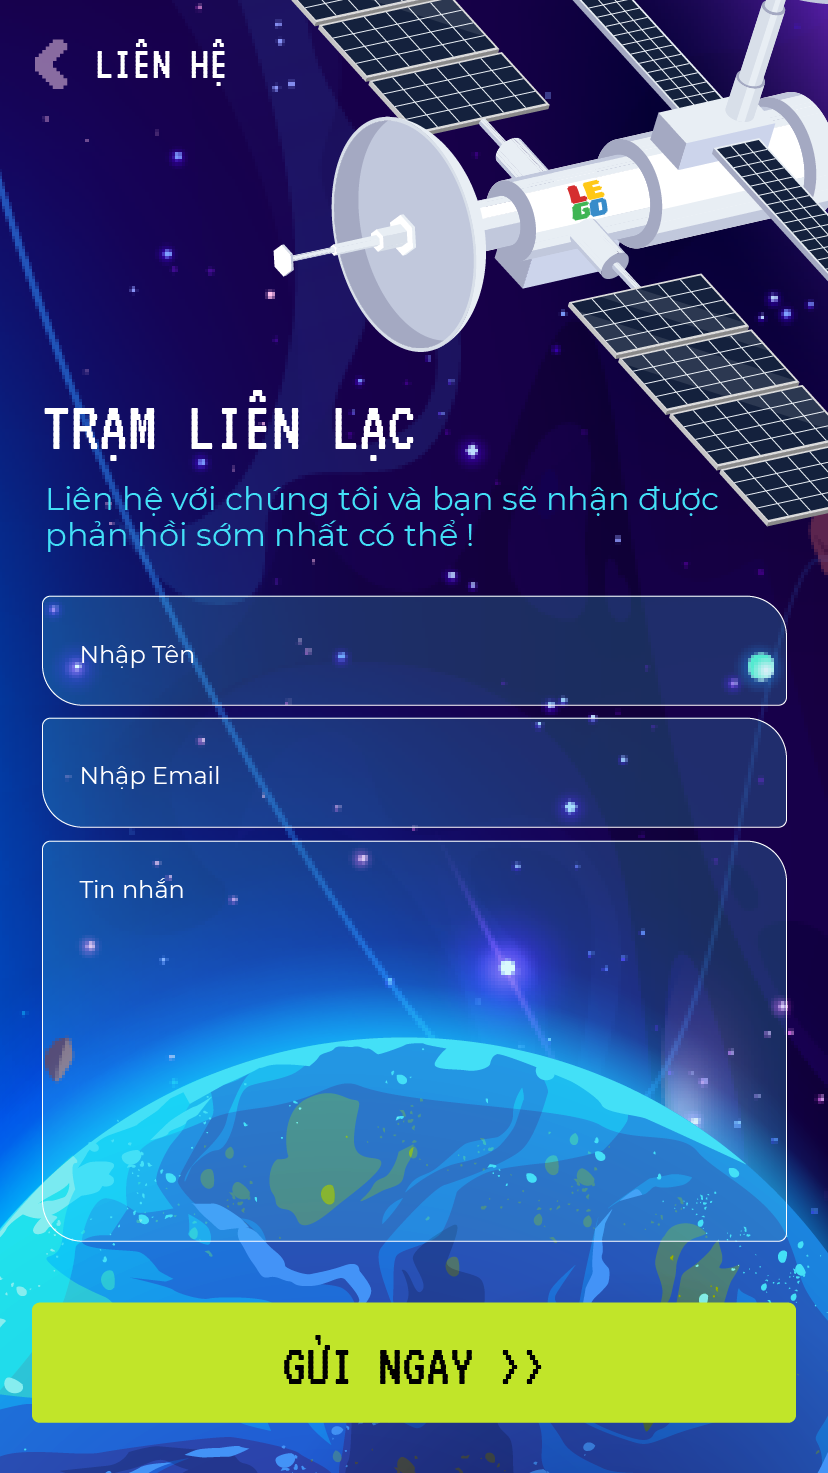 LIÊN HỆ
LE
GO
TRẠM LIÊN LẠC
Liên hệ với chúng tôi và bạn sẽ nhận được
phản hồi sớm nhất có thể !
Nhập Tên
Nhập Email
Tin nhắn
GỬI NGAY >>